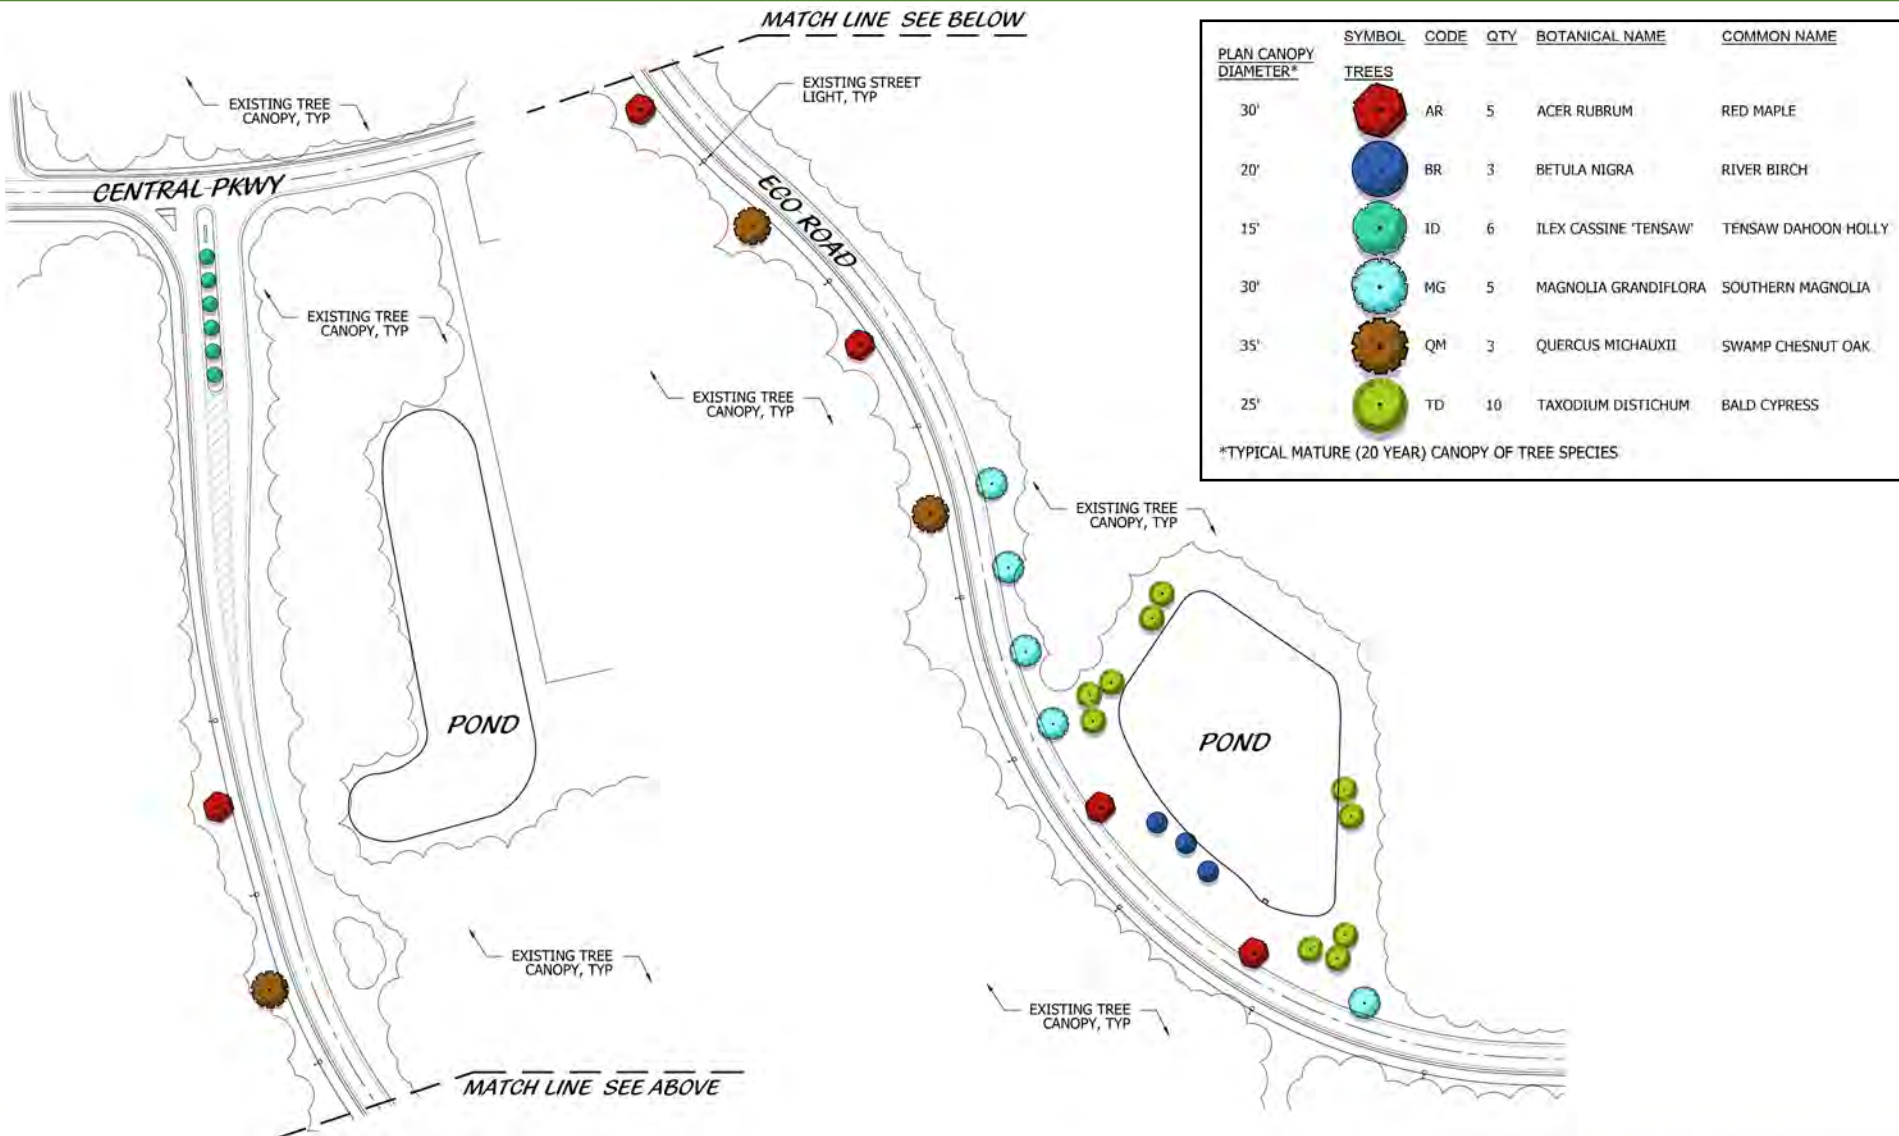 MATCH LINE SEE BELOW
EXISTING TREE
CANOPY, TYP
EXISTING STREET
LIGHT, TYP
CENTRAL PKWY
ECO ROAD
EXISTING TREE
CANOPY, TYP
EXISTING TREE
CANOPY, TYP
EXISTING TREE
CANOPY, TYP
POND
POND
EXISTING TREE
CANOPY, TYP
EXISTING TREE
CANOPY, TYP
MATCH LINE SEE ABOVE
SYMBOL CODE QTY BOTANICAL NAME COMMON NAME
PLAN CANOPY
DIAMETER* TREES
30' AR 5 ACER RUBRUM RED MAPLE
20' BR 3 BETULA NIGRA RIVER BIRCH
15' ID 6 ILEX CASSINE 'TENSAW' TENSAW DAHOON HOLLY
30' MG 5 MAGNOLIA GRANDIFLORA SOUTHERN MAGNOLIA
35' QM 3 QUERCUS MICHAUXII SWAMP CHESNUT OAK
25' TD 10 TAXODIUM DISTICHUM BALD CYPRESS
*TYPICAL MATURE (20 YEAR) CANOPY OF TREE SPECIES